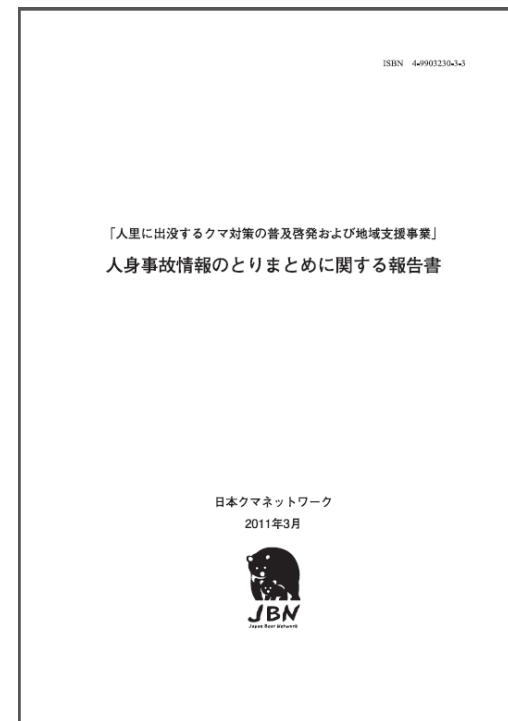 ISBN 4-9903230-3-3
「人里に出没するクマ対策の普及啓発および地域支援事業」
人身事故情報のとりまとめに関する報告書
日本クマネットワーク
2011年3月
JBN
Japan Bear Network